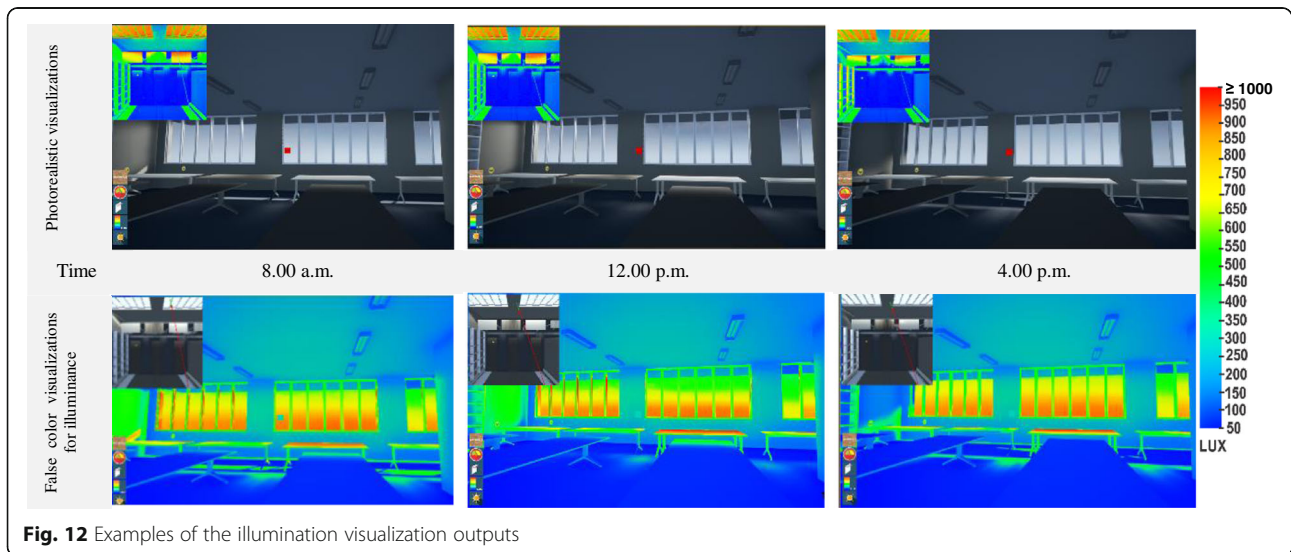 Photorealistic visualizations
Time
8.00 a.m.
12.00 p.m.
4.00 p.m.
False color visualizations
for illuminance
≥ 1000
950
900
850
800
750
700
650
600
550
500
450
400
350
300
250
200
150
100
50
LUX
Fig. 12 Examples of the illumination visualization outputs